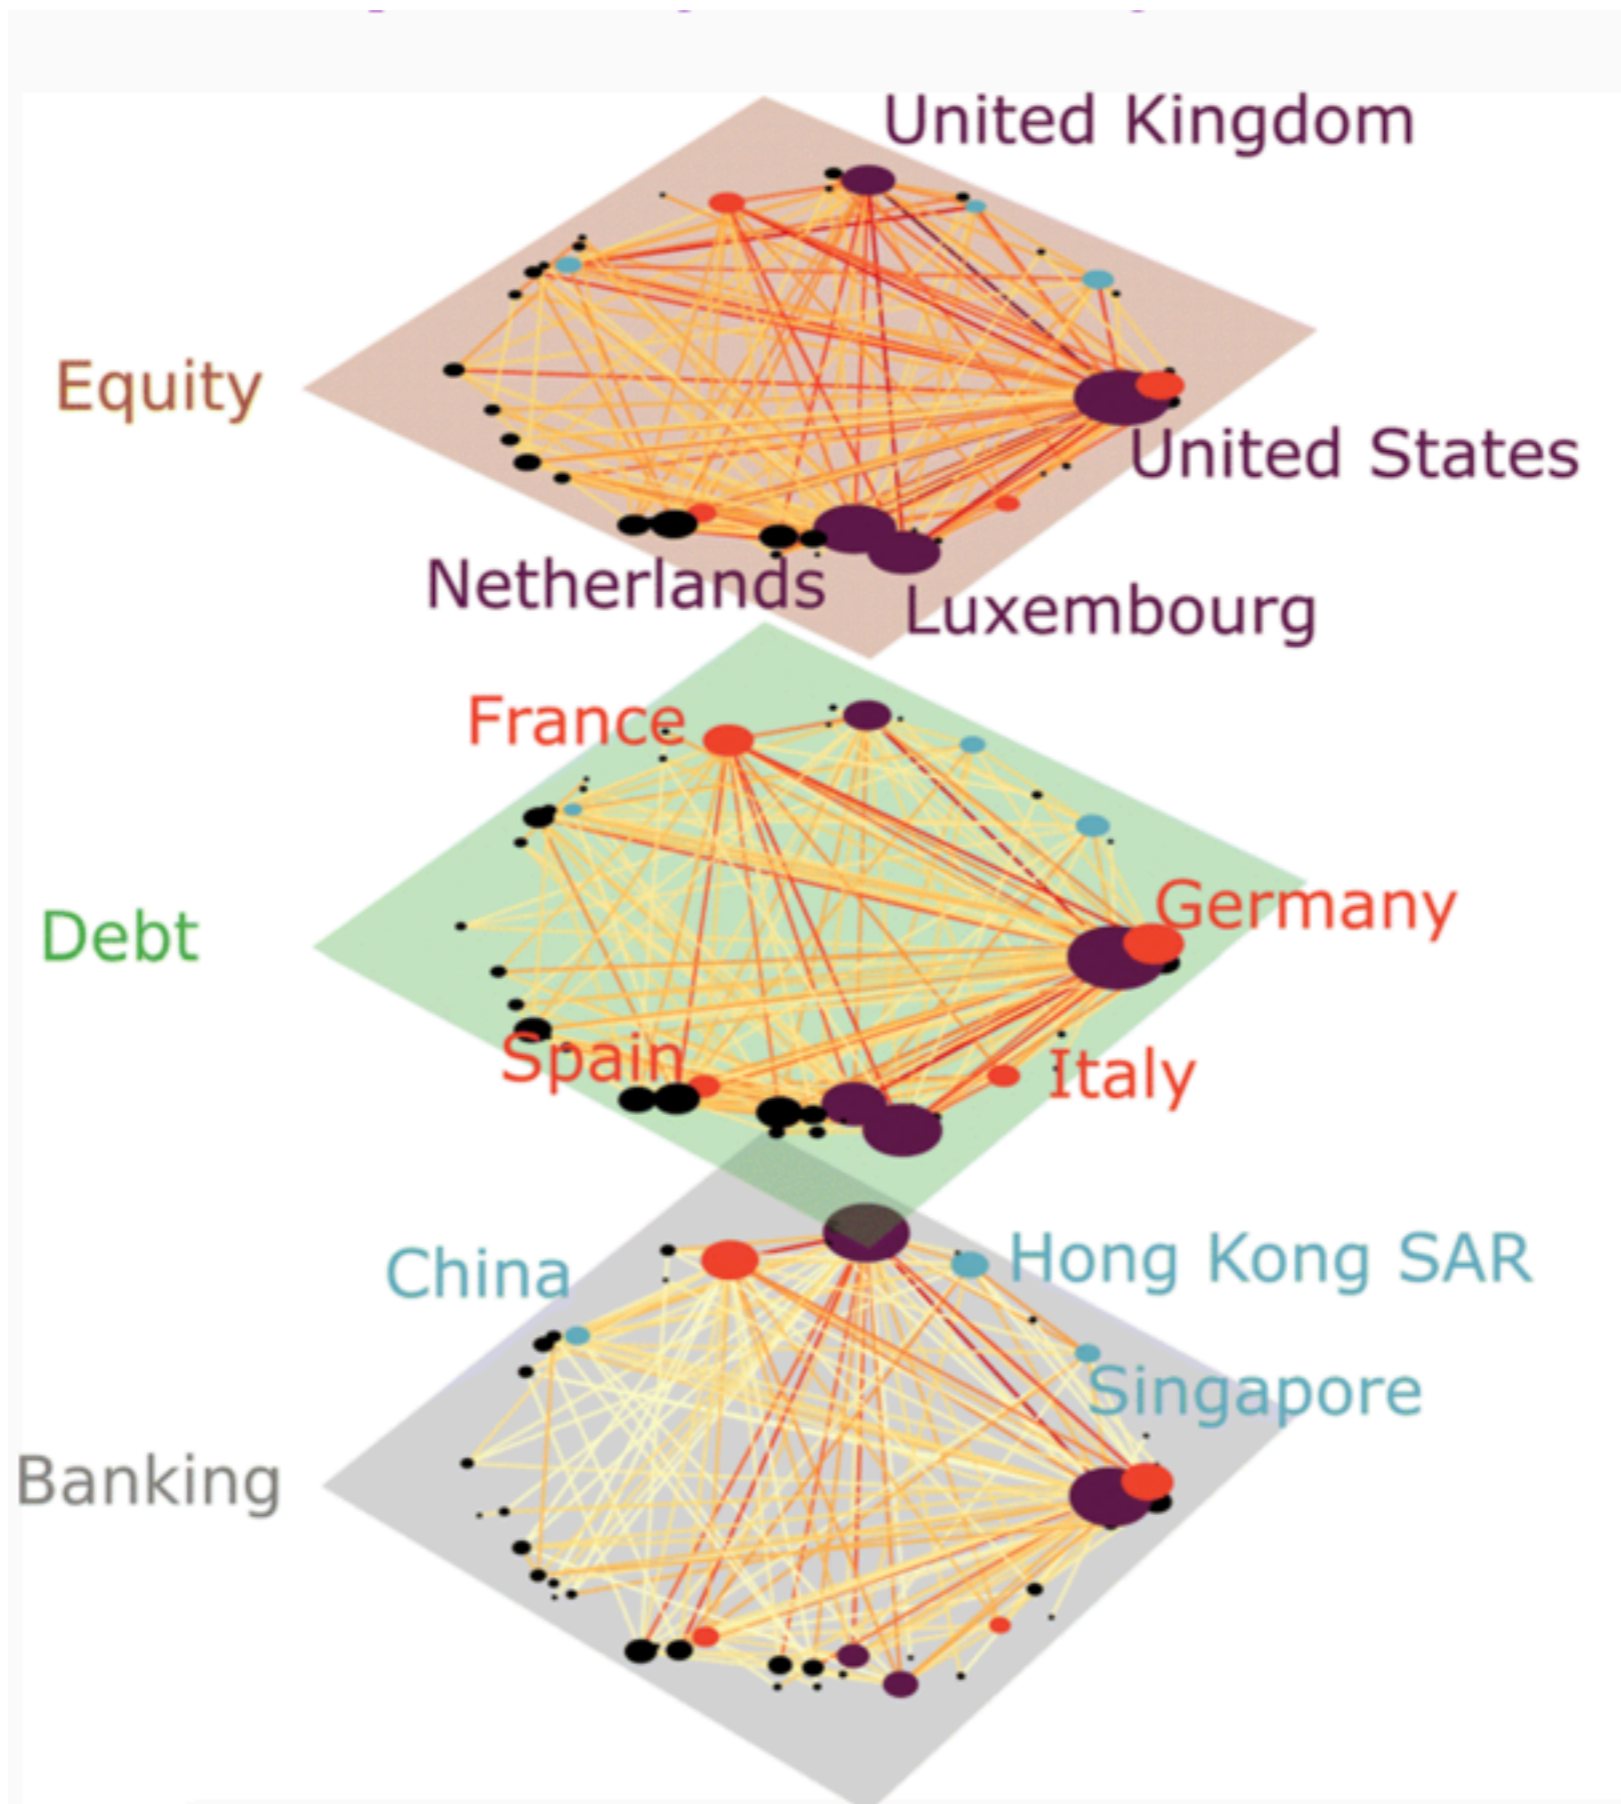 United Kingdom
Equity
United States
Netherlands
Luxembourg
France
Germany
Debt
Spain
Italy
China
Hong Kong SAR
Singapore
Banking